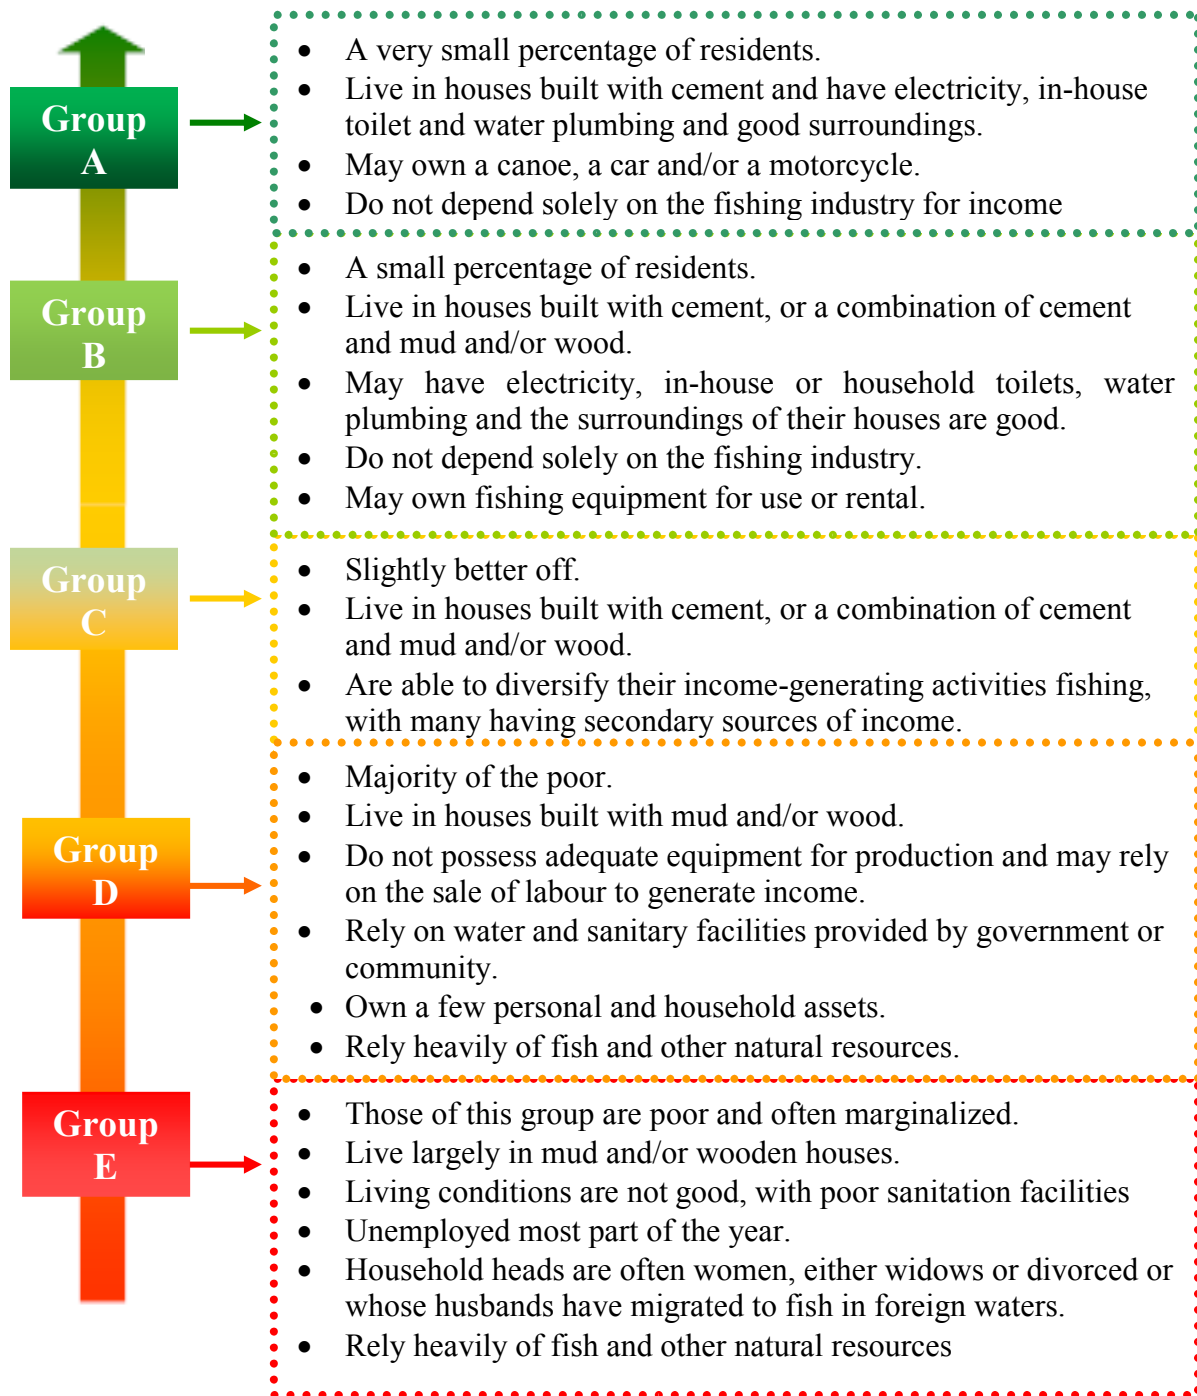 Group
A
• A very small percentage of residents.
• Live in houses built with cement and have electricity, in-house
toilet and water plumbing and good surroundings.
• May own a canoe, a car and/or a motorcycle.
• Do not depend solely on the fishing industry for income
Group
B
• A small percentage of residents.
• Live in houses built with cement, or a combination of cement
and mud and/or wood.
• May have electricity, in-house or household toilets, water
plumbing and the surroundings of their houses are good.
• Do not depend solely on the fishing industry.
• May own fishing equipment for use or rental.
Group
C
• Slightly better off.
• Live in houses built with cement, or a combination of cement
and mud and/or wood.
• Are able to diversify their income-generating activities fishing,
with many having secondary sources of income.
Group
D
• Majority of the poor.
• Live in houses built with mud and/or wood.
• Do not possess adequate equipment for production and may rely
on the sale of labour to generate income.
• Rely on water and sanitary facilities provided by government or
community.
• Own a few personal and household assets.
• Rely heavily of fish and other natural resources.
Group
E
• Those of this group are poor and often marginalized.
• Live largely in mud and/or wooden houses.
• Living conditions are not good, with poor sanitation facilities
• Unemployed most part of the year.
• Household heads are often women, either widows or divorced or
whose husbands have migrated to fish in foreign waters.
• Rely heavily of fish and other natural resources